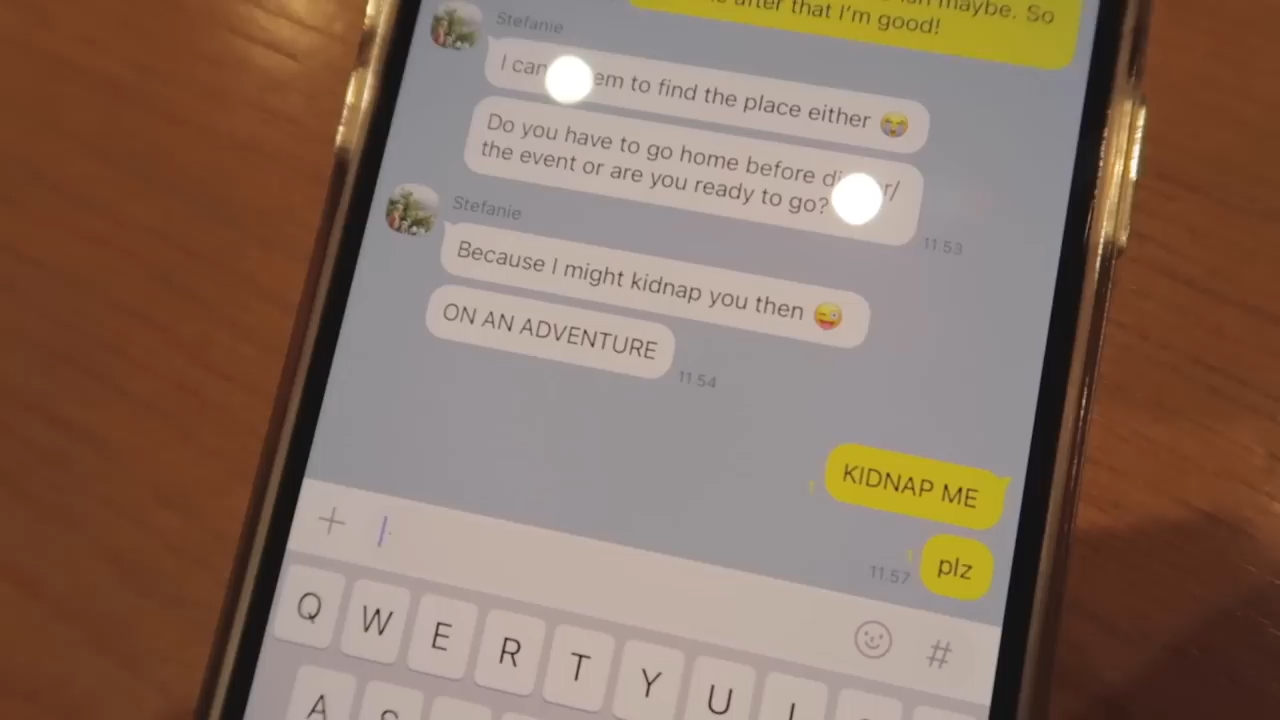 maybe. So
after that I'm good!
Stefanie
I can em to find the place either 😭
Do you have to go home before
the event or are you ready to go?
11:53
Stefanie
Because I might kidnap you then 😜
ON AN ADVENTURE
11:54
KIDNAP ME
plz
11:57
+
#
Q W E R T Y U
A